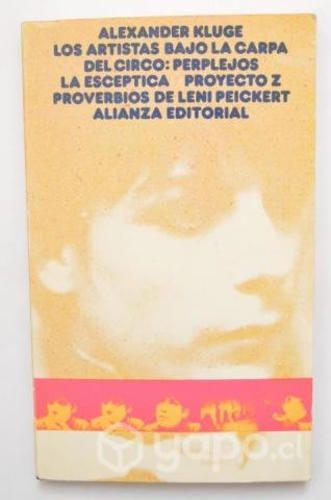 ALEXANDER KLUGE
LOS ARTISTAS BAJO LA CARPA
DEL CIRCO: PERPLEJOS
LA ESCEPTICA PROYECTO Z
PROVERBIOS DE LENI PEICKERT
ALIANZA EDITORIAL
yapo.cl